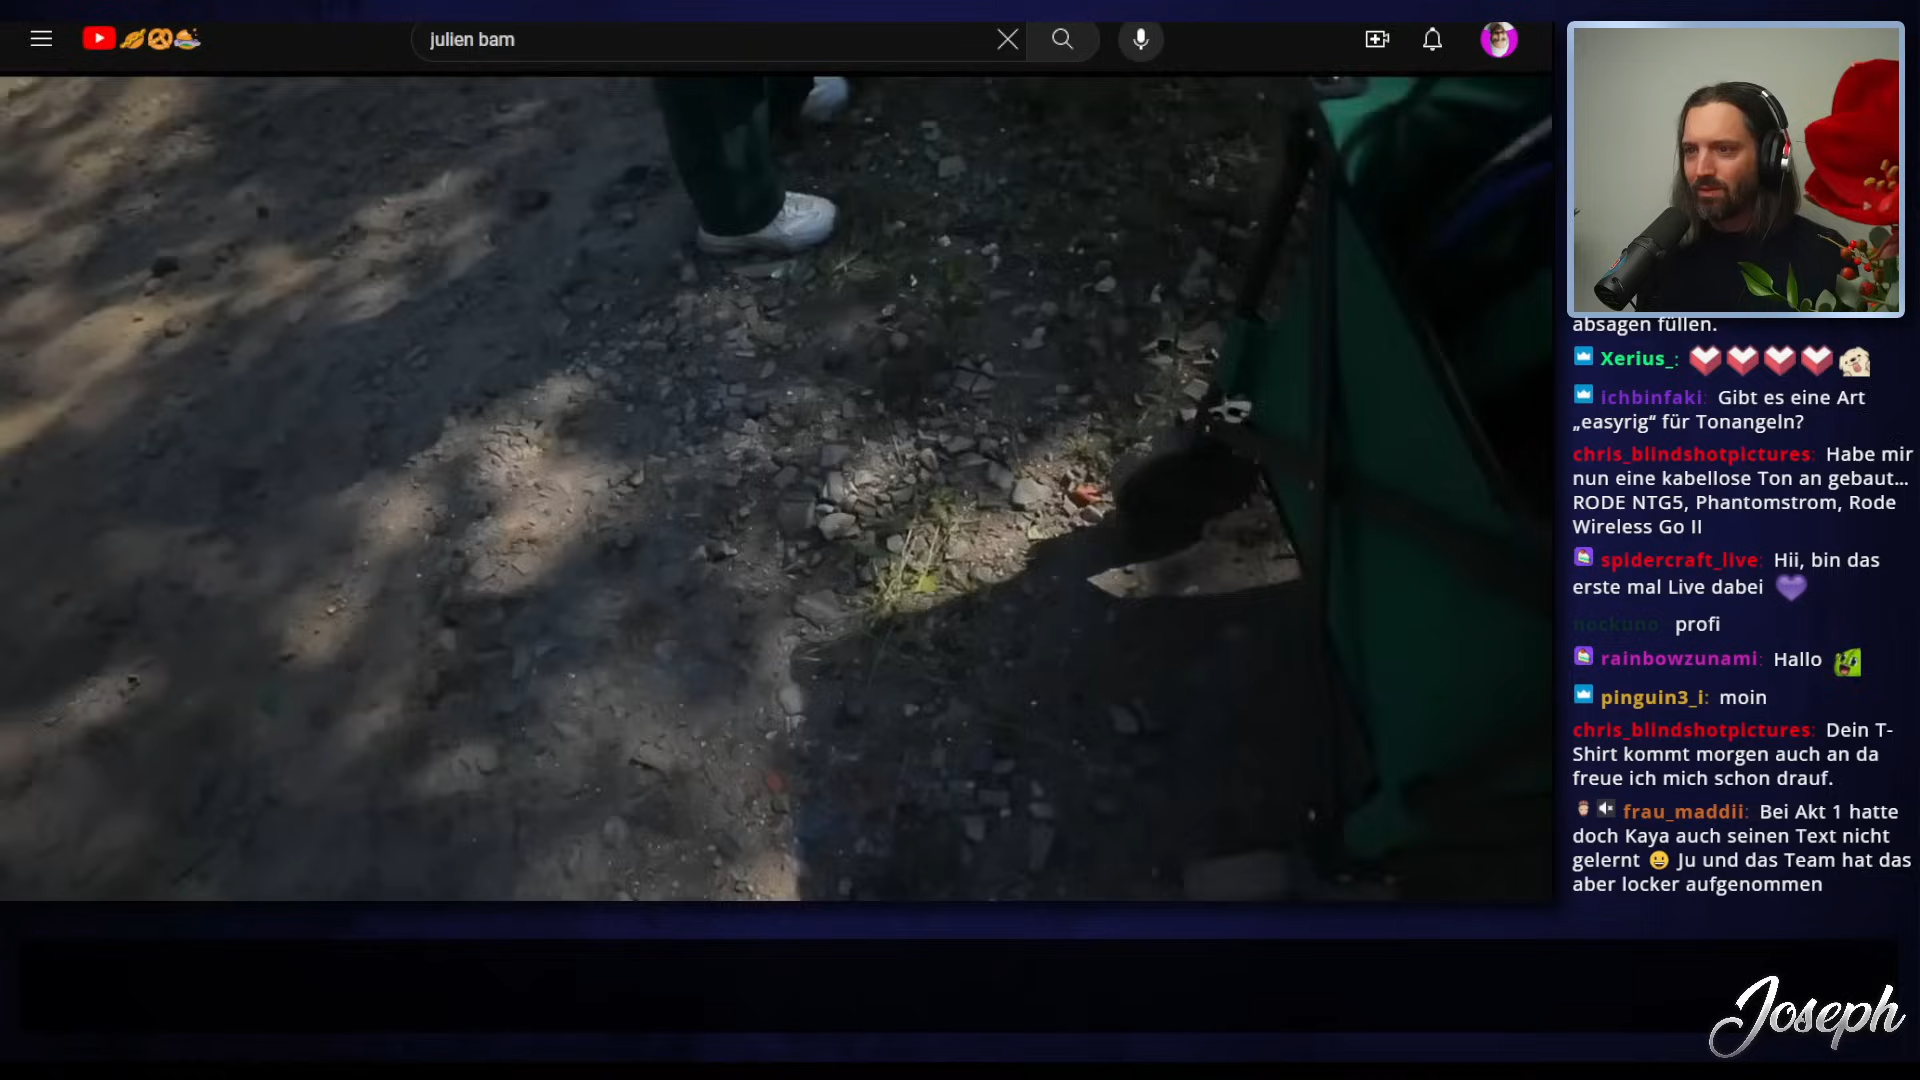 julien bam
absagen füllen.
Xerius_:
ichbinfaki: Gibt es eine Art
„easyrig“ für Tonangeln?
chris_blindshotpictures: Habe mir
nun eine kabellose Ton an gebaut...
RODE NTG5, Phantomstrom, Rode
Wireless Go II
spidercraft_live: Hii, bin das
erste mal Live dabei
nockuno: profi
rainbowzunami: Hallo
pinguin3_i: moin
chris_blindshotpictures: Dein T-
Shirt kommt morgen auch an da
freue ich mich schon drauf.
frau_maddii: Bei Akt 1 hatte
doch Kaya auch seinen Text nicht
gelernt 😀 Ju und das Team hat das
aber locker aufgenommen
Joseph